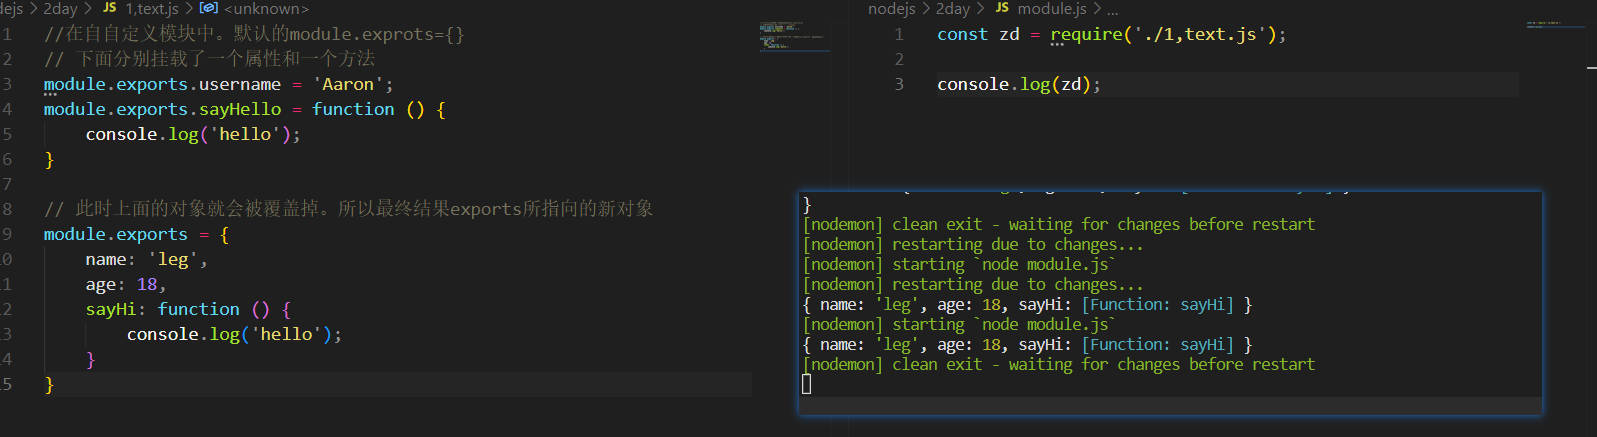 dejs > 2day > JS 1,text.js > <unknown>
1 //在自自定义模块中。默认的module.exprots={}
2 // 下面分别挂载了一个属性和一个方法
3 module.exports.username = 'Aaron';
4 module.exports.sayHello = function () {
5 console.log('hello');
6 }
7
8 // 此时上面的对象就会被覆盖掉。所以最终结果exports所指向的新对象
9 module.exports = {
10 name: 'leg',
11 age: 18,
12 sayHi: function () {
13 console.log('hello');
14 }
15 }
nodejs > 2day > JS module.js > ...
1 const zd = require('./1,text.js');
2
3 console.log(zd);
}
[nodemon] clean exit - waiting for changes before restart
[nodemon] restarting due to changes...
[nodemon] starting `node module.js`
[nodemon] restarting due to changes...
{ name: 'leg', age: 18, sayHi: [Function: sayHi] }
[nodemon] starting `node module.js`
{ name: 'leg', age: 18, sayHi: [Function: sayHi] }
[nodemon] clean exit - waiting for changes before restart